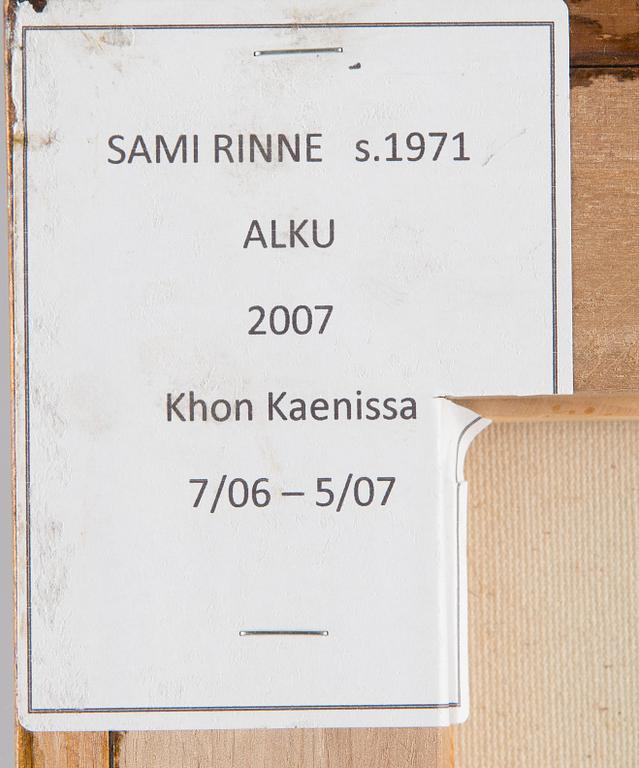 SAMI RINNE s.1971
ALKU
2007
Khon Kaenissa
7/06 – 5/07